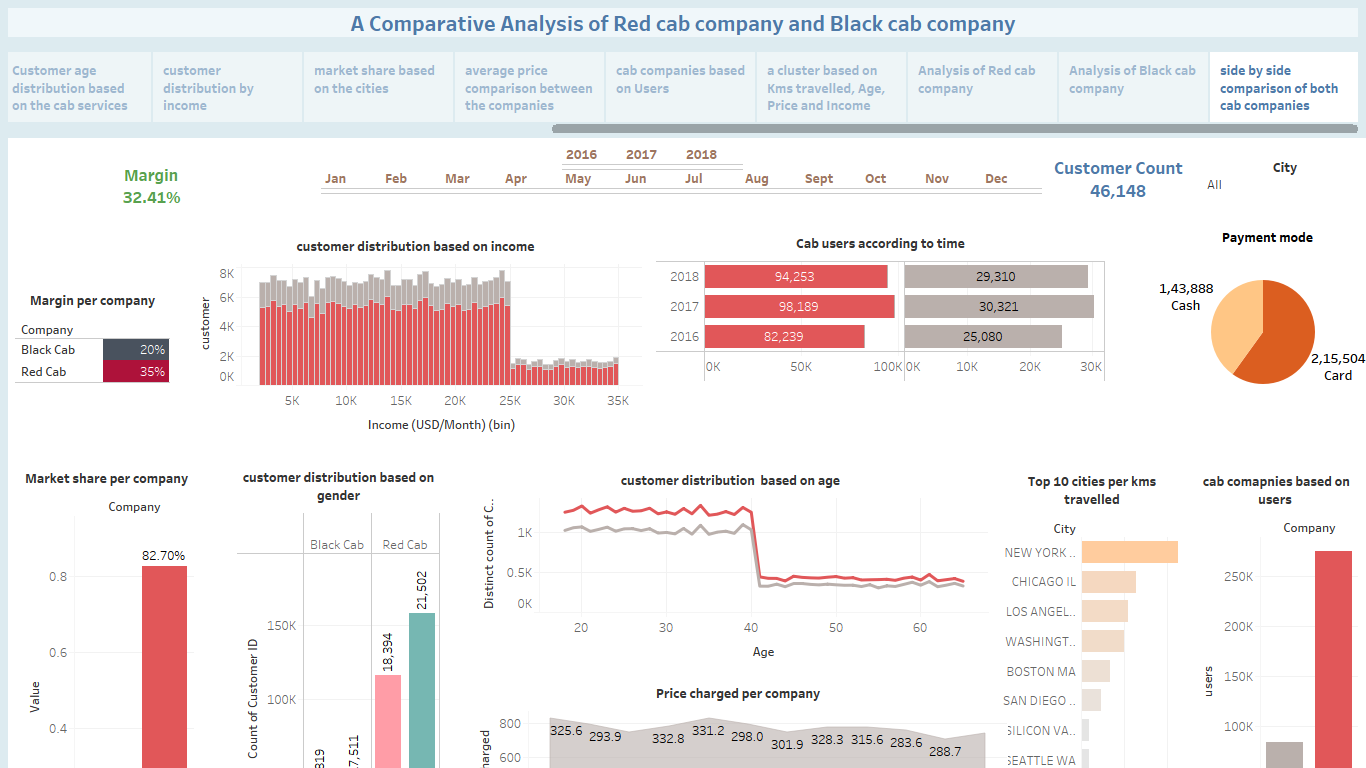 A Comparative Analysis of Red cab company and Black cab company
Customer age
distribution based
on the cab services
customer
distribution by
income
market share based
on the cities
average price
comparison between
the companies
cab companies based
on Users
a cluster based on
Kms travelled, Age,
Price and Income
Analysis of Red cab
company
Analysis of Black cab
company
side by side
comparison of both
cab companies
Margin
32.41%
2016 2017 2018
Jan Feb Mar Apr May Jun Jul Aug Sept Oct Nov Dec
Customer Count
46,148
City
All
Margin per company
Company
Black Cab 20%
Red Cab 35%
customer distribution based on income
customer
8K
6K
4K
2K
0K
5K 10K 15K 20K 25K 30K 35K
Income (USD/Month) (bin)
Cab users according to time
2018 94,253 29,310
2017 98,189 30,321
2016 82,239 25,080
0K 50K 100K 0K 10K 20K 30K
Payment mode
1,43,888
Cash
2,15,504
Card
Market share per company
Company
82.70%
0.8
0.6
0.4
Value
customer distribution based on
gender
Black Cab Red Cab
150K
100K
Count of Customer ID
819
7,511
18,394
21,502
customer distribution based on age
Distinct count of C..
1K
0.5K
0K
20 30 40 50 60
Age
Price charged per company
800
600
harged
325.6 293.9 332.8 331.2 298.0 301.9 328.3 315.6 283.6 288.7
Top 10 cities per kms
travelled
City
NEW YORK ..
CHICAGO IL
LOS ANGEL..
WASHINGT..
BOSTON MA
SAN DIEGO ..
SILICON VA..
SEATTLE WA
cab comapnies based on
users
Company
250K
200K
150K
100K
users